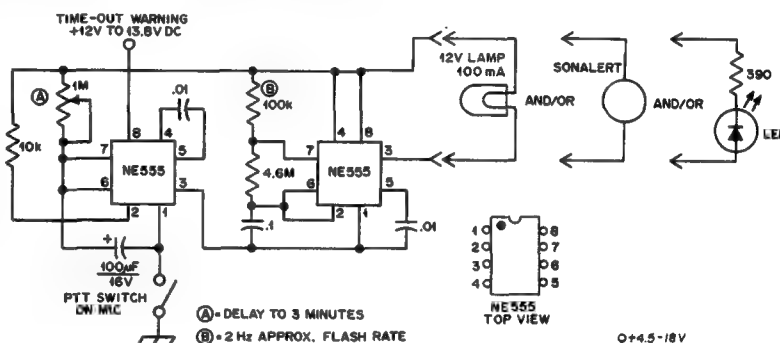 TIME-OUT WARNING
+12V TO 13.8V DC
1M
A
.01
B
100k
12V LAMP
100 mA
SONALERT
390
AND/OR
AND/OR
LED
10k
8
4
7
5
NE555
6
3
2
1
4.6M
.1
4
8
7
3
NE555
6
5
2
1
.01
+
100µF
16V
PTT SWITCH
ON MIC
A = DELAY TO 3 MINUTES
B = 2 Hz APPROX. FLASH RATE
1
2
3
4
8
7
6
5
NE555
TOP VIEW
Q+4.5-18V